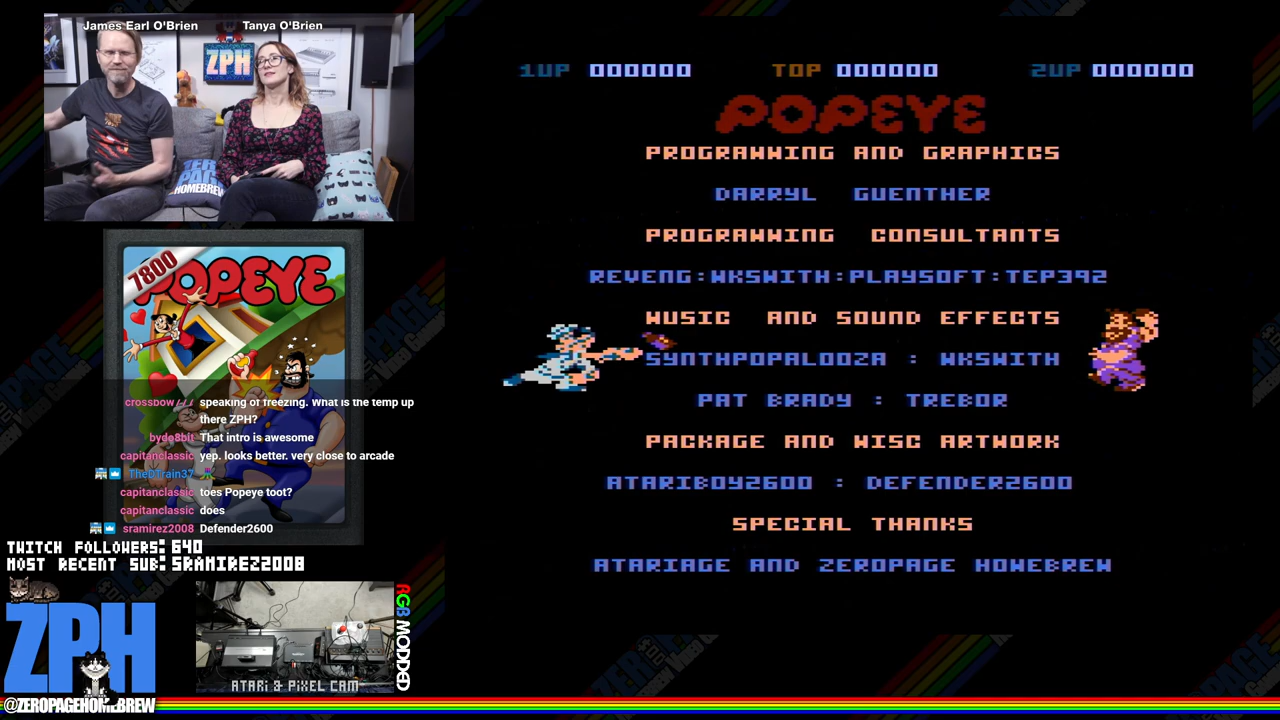 James Earl O'Brien
Tanya O'Brien
ZPH
HOMEBREW
7800
POPEYE
crossbow777 speaking of freezing. What is the temp up
there ZPH?
bydo8bit That intro is awesome
capitanclassic yep. looks better. very close to arcade
TheDTrain37
capitanclassic toes Popeye toot?
capitanclassic does
sramirez2008 Defender2600
TWITCH FOLLOWERS: 640
MOST RECENT SUB: SRAMIREZ2008
ZPH
@ZEROPAGEHOMEBREW
RGB MODDED
ATARI & PIXEL CAM
1UP 000000 TOP 000000 2UP 000000
POPEYE
PROGRAMMING AND GRAPHICS
DARRYL GUENTHER
PROGRAMMING CONSULTANTS
REVENG:MKSMITH:PLAYSOFT:TEP392
MUSIC AND SOUND EFFECTS
SYNTHPOPALOOZA : MKSMITH
PAT BRADY : TREBOR
PACKAGE AND MISC ARTWORK
ATARIBOY2600 : DEFENDER2600
SPECIAL THANKS
ATARIAGE AND ZEROPAGE HOMEBREW